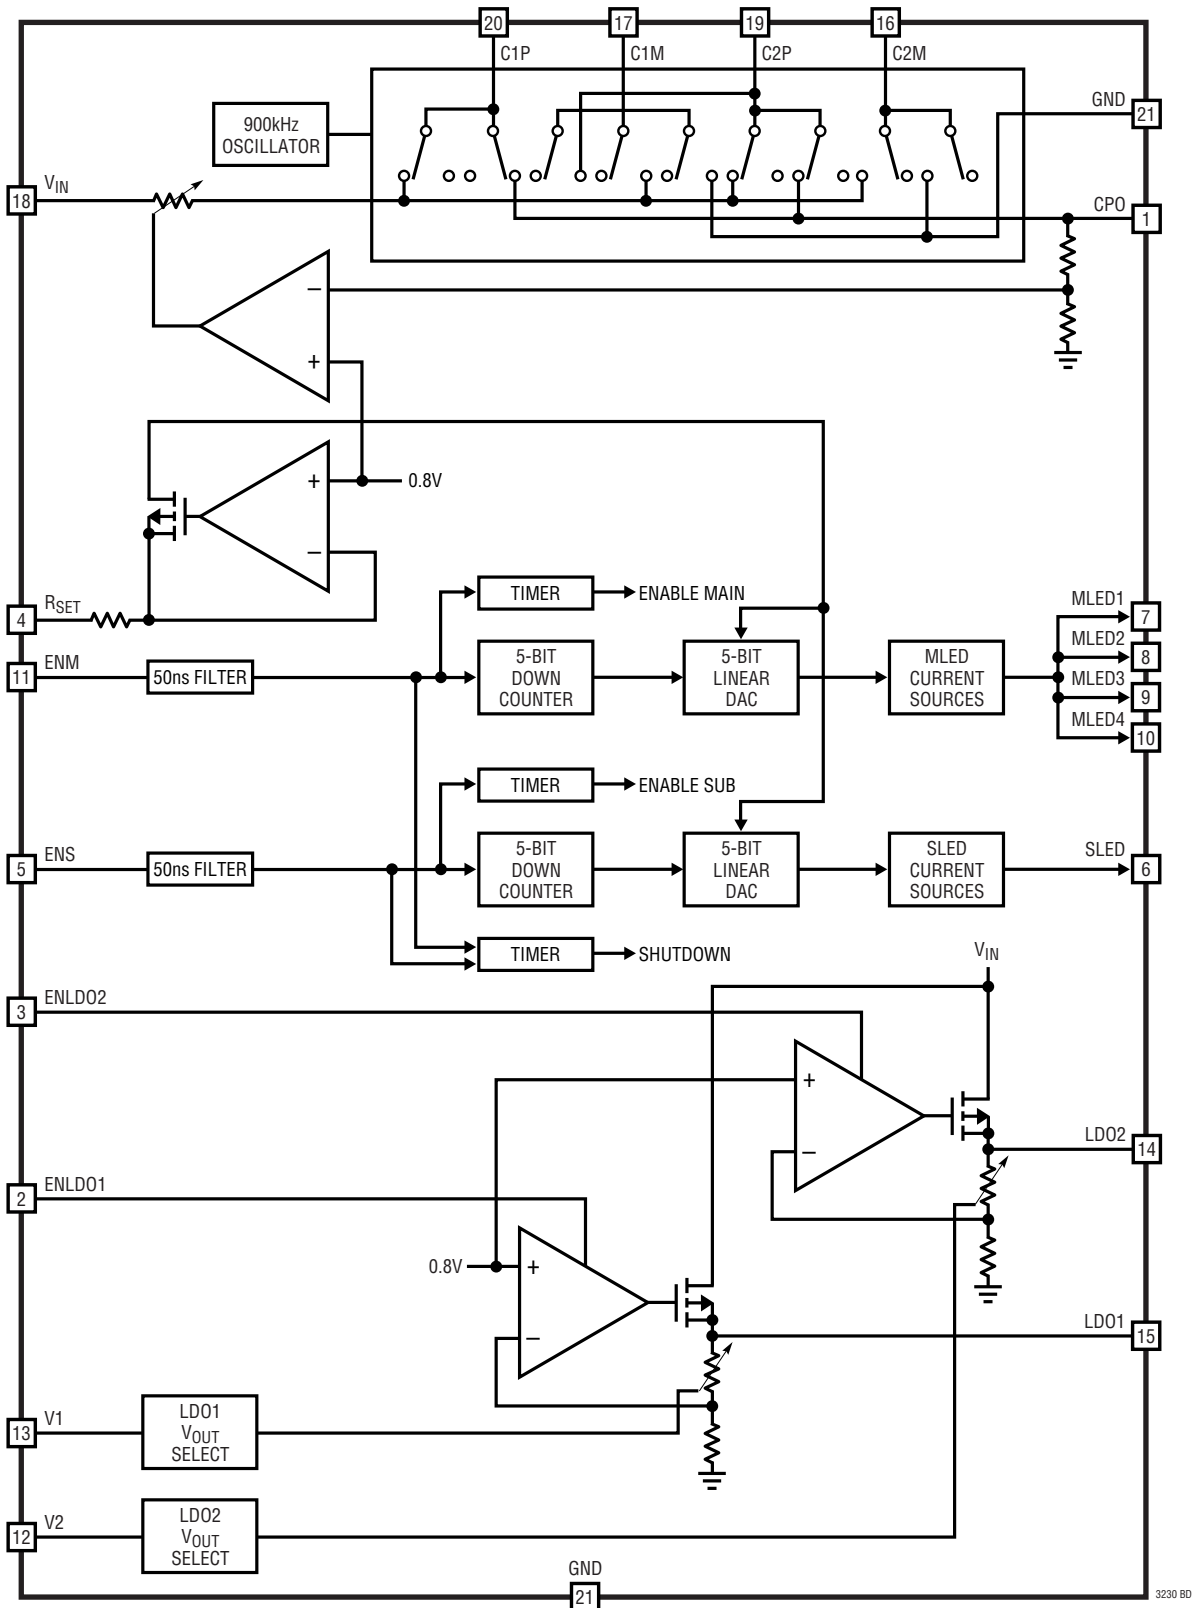 20
17
19
16
C1P
C1M
C2P
C2M
GND
21
900kHz
OSCILLATOR
VIN
18
CPO
1
–
+
+
0.8V
–
RSET
4
TIMER
ENABLE MAIN
MLED1
7
ENM
11
50ns FILTER
5-BIT
DOWN
COUNTER
5-BIT
LINEAR
DAC
MLED
CURRENT
SOURCES
MLED2
8
MLED3
9
MLED4
10
TIMER
ENABLE SUB
ENS
5
50ns FILTER
5-BIT
DOWN
COUNTER
5-BIT
LINEAR
DAC
SLED
CURRENT
SOURCES
SLED
6
TIMER
SHUTDOWN
VIN
ENLDO2
3
+
–
LDO2
14
ENLDO1
2
0.8V
+
–
LDO1
15
V1
13
LDO1
VOUT
SELECT
V2
12
LDO2
VOUT
SELECT
GND
21
3230 BD